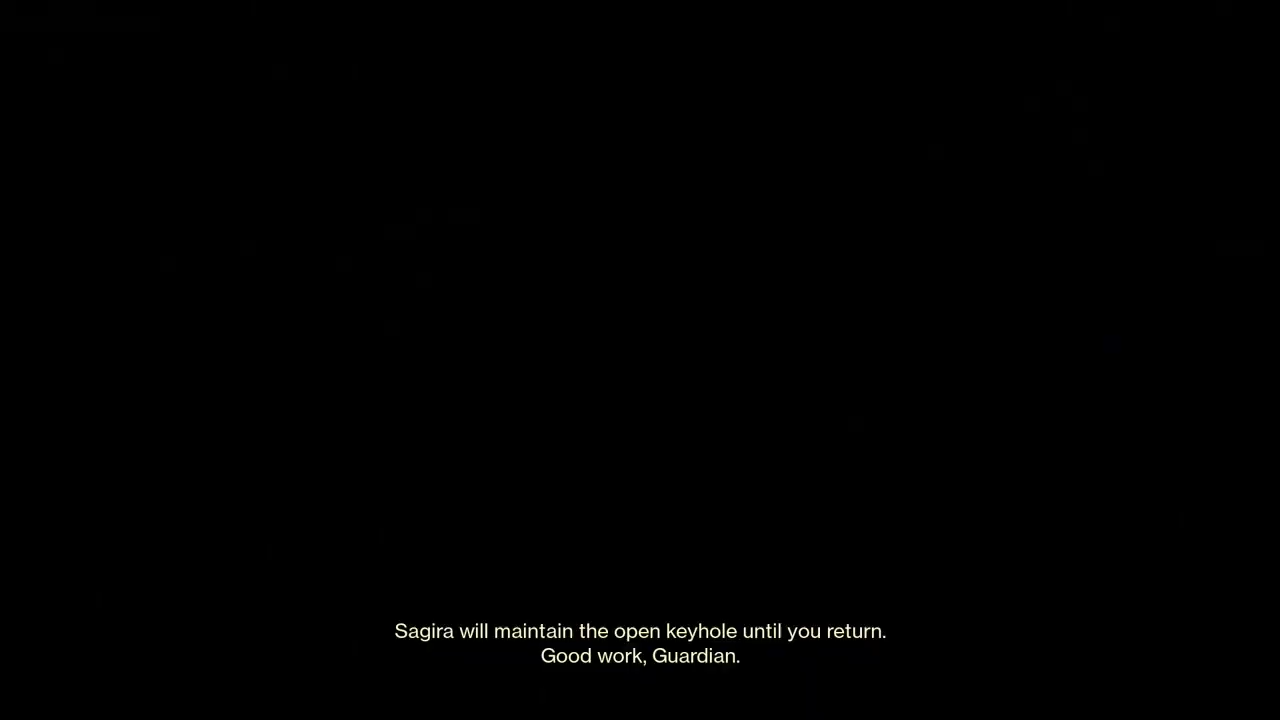 Sagira will maintain the open keyhole until you return.
Good work, Guardian.